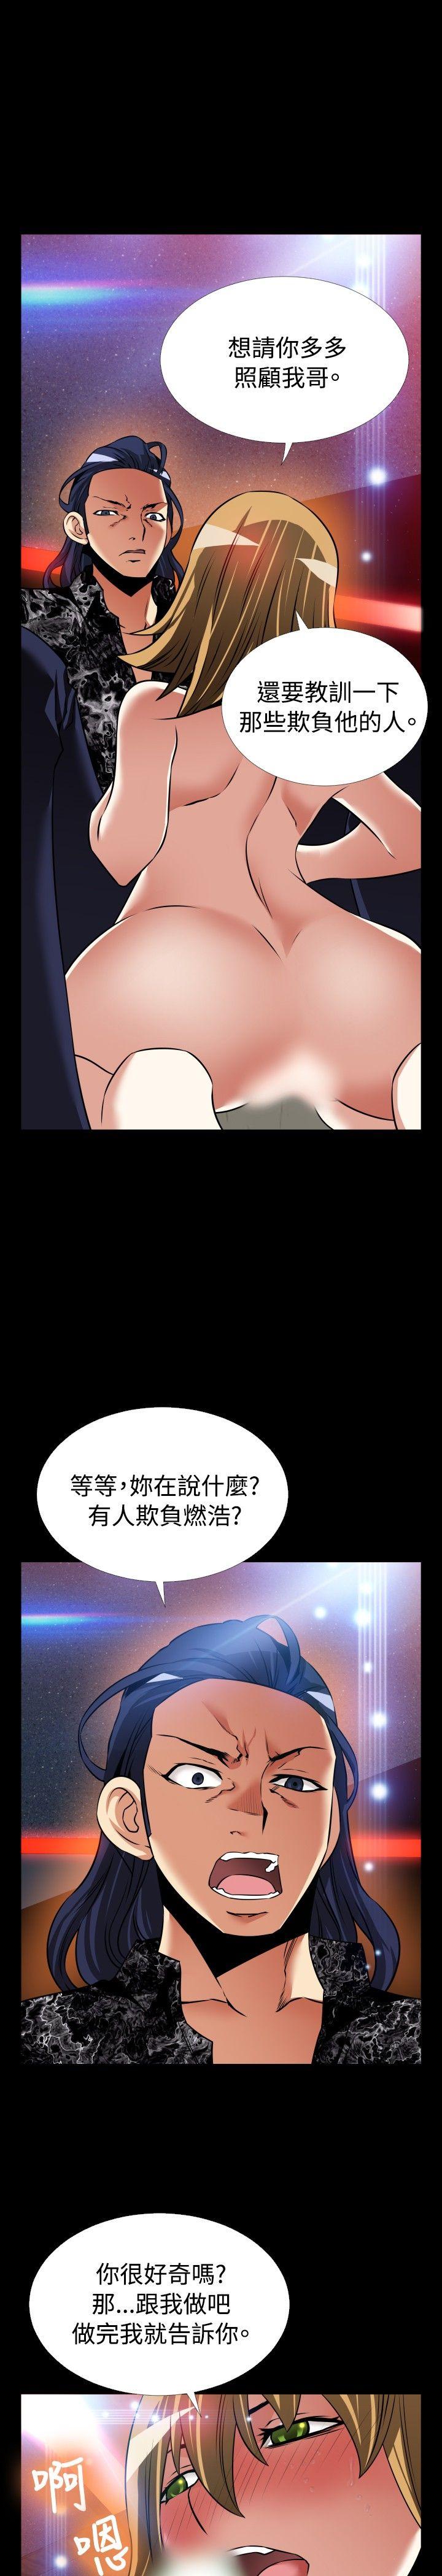 想請你多多
照顧我哥。
還要教訓一下
那些欺負他的人。
等等，妳在說什麼?
有人欺負燃浩?
你很好奇嗎?
那...跟我做吧
做完我就告訴你。
啊
嗯